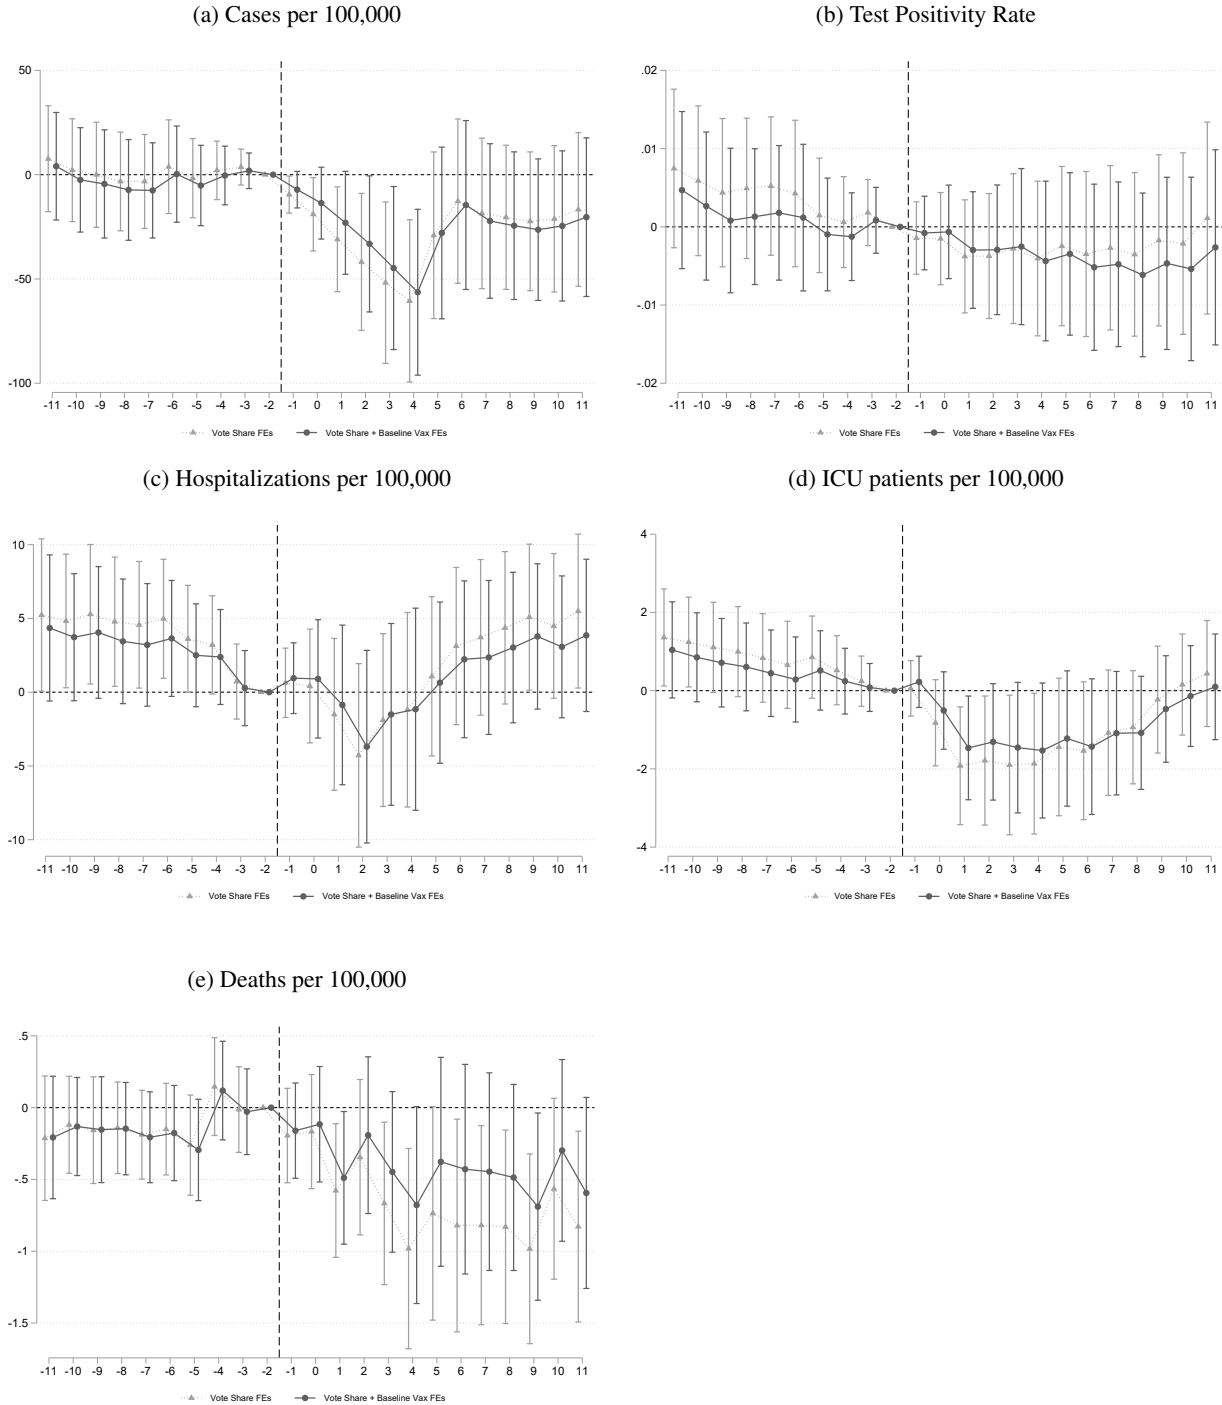 (a) Cases per 100,000
50
0
-50
-100
-11 -10 -9 -8 -7 -6 -5 -4 -3 -2 -1 0 1 2 3 4 5 6 7 8 9 10 11
Vote Share FEs Vote Share + Baseline Vax FEs
(b) Test Positivity Rate
.02
.01
0
-.01
-.02
-11 -10 -9 -8 -7 -6 -5 -4 -3 -2 -1 0 1 2 3 4 5 6 7 8 9 10 11
Vote Share FEs Vote Share + Baseline Vax FEs
(c) Hospitalizations per 100,000
10
5
0
-5
-10
-11 -10 -9 -8 -7 -6 -5 -4 -3 -2 -1 0 1 2 3 4 5 6 7 8 9 10 11
Vote Share FEs Vote Share + Baseline Vax FEs
(d) ICU patients per 100,000
4
2
0
-2
-4
-11 -10 -9 -8 -7 -6 -5 -4 -3 -2 -1 0 1 2 3 4 5 6 7 8 9 10 11
Vote Share FEs Vote Share + Baseline Vax FEs
(e) Deaths per 100,000
.5
0
-.5
-1
-1.5
-11 -10 -9 -8 -7 -6 -5 -4 -3 -2 -1 0 1 2 3 4 5 6 7 8 9 10 11
Vote Share FEs Vote Share + Baseline Vax FEs